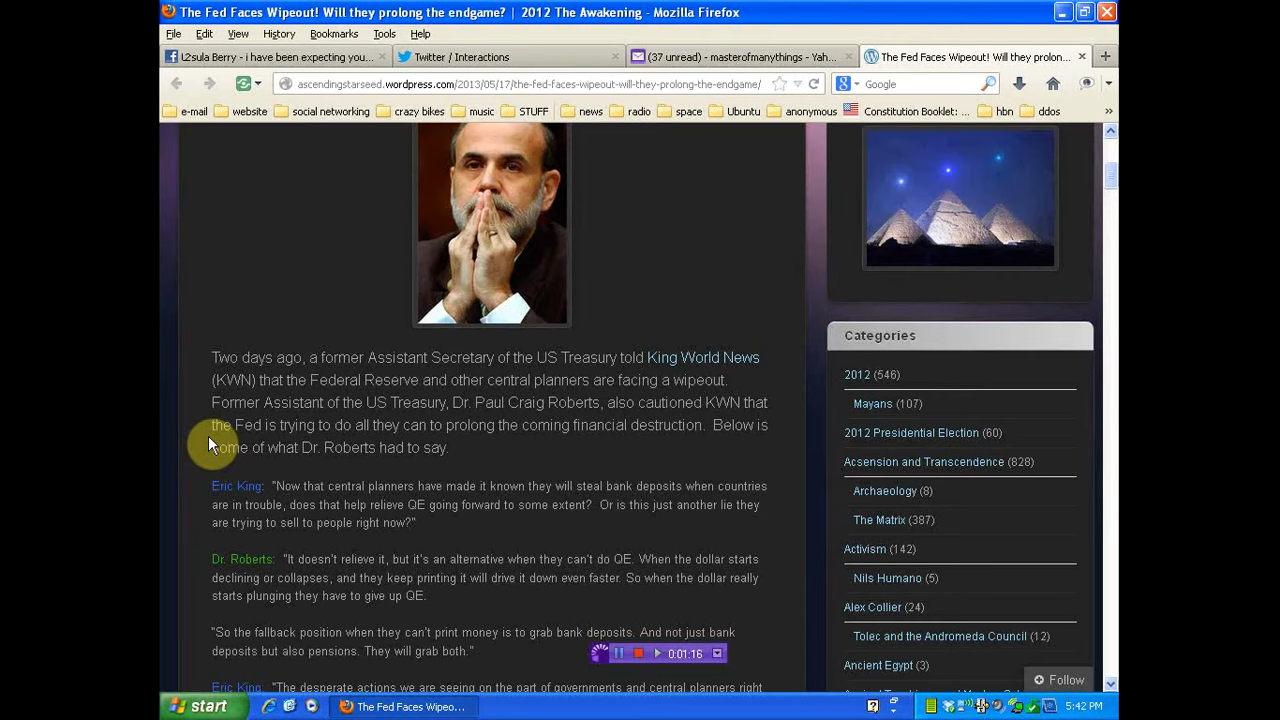 The Fed Faces Wipeout! Will they prolong the endgame? | 2012 The Awakening - Mozilla Firefox
File Edit View History Bookmarks Tools Help
L2sula Berry - i have been expecting you...
Twitter / Interactions
(37 unread) - masterofmanythings - Yah...
The Fed Faces Wipeout! Will they prolon...
ascendingstarseed.wordpress.com/2013/05/17/the-fed-faces-wipeout-will-they-prolong-the-endgame/
Google
e-mail website social networking crazy bikes music STUFF news radio space Ubuntu anonymous Constitution Booklet: ... hbn ddos
Two days ago, a former Assistant Secretary of the US Treasury told King World News
(KWN) that the Federal Reserve and other central planners are facing a wipeout.
Former Assistant of the US Treasury, Dr. Paul Craig Roberts, also cautioned KWN that
the Fed is trying to do all they can to prolong the coming financial destruction. Below is
some of what Dr. Roberts had to say.
Eric King: "Now that central planners have made it known they will steal bank deposits when countries
are in trouble, does that help relieve QE going forward to some extent? Or is this just another lie they
are trying to sell to people right now?"
Dr. Roberts: "It doesn't relieve it, but it's an alternative when they can't do QE. When the dollar starts
declining or collapses, and they keep printing it will drive it down even faster. So when the dollar really
starts plunging they have to give up QE.
"So the fallback position when they can't print money is to grab bank deposits. And not just bank
deposits but also pensions. They will grab both."
Eric King: "The desperate actions we are seeing on the part of governments and central planners right
0:01:16
Categories
2012 (546)
Mayans (107)
2012 Presidential Election (60)
Acsension and Transcendence (828)
Archaeology (8)
The Matrix (387)
Activism (142)
Nils Humano (5)
Alex Collier (24)
Tolec and the Andromeda Council (12)
Ancient Egypt (3)
Follow
start
The Fed Faces Wipeo...
5:42 PM